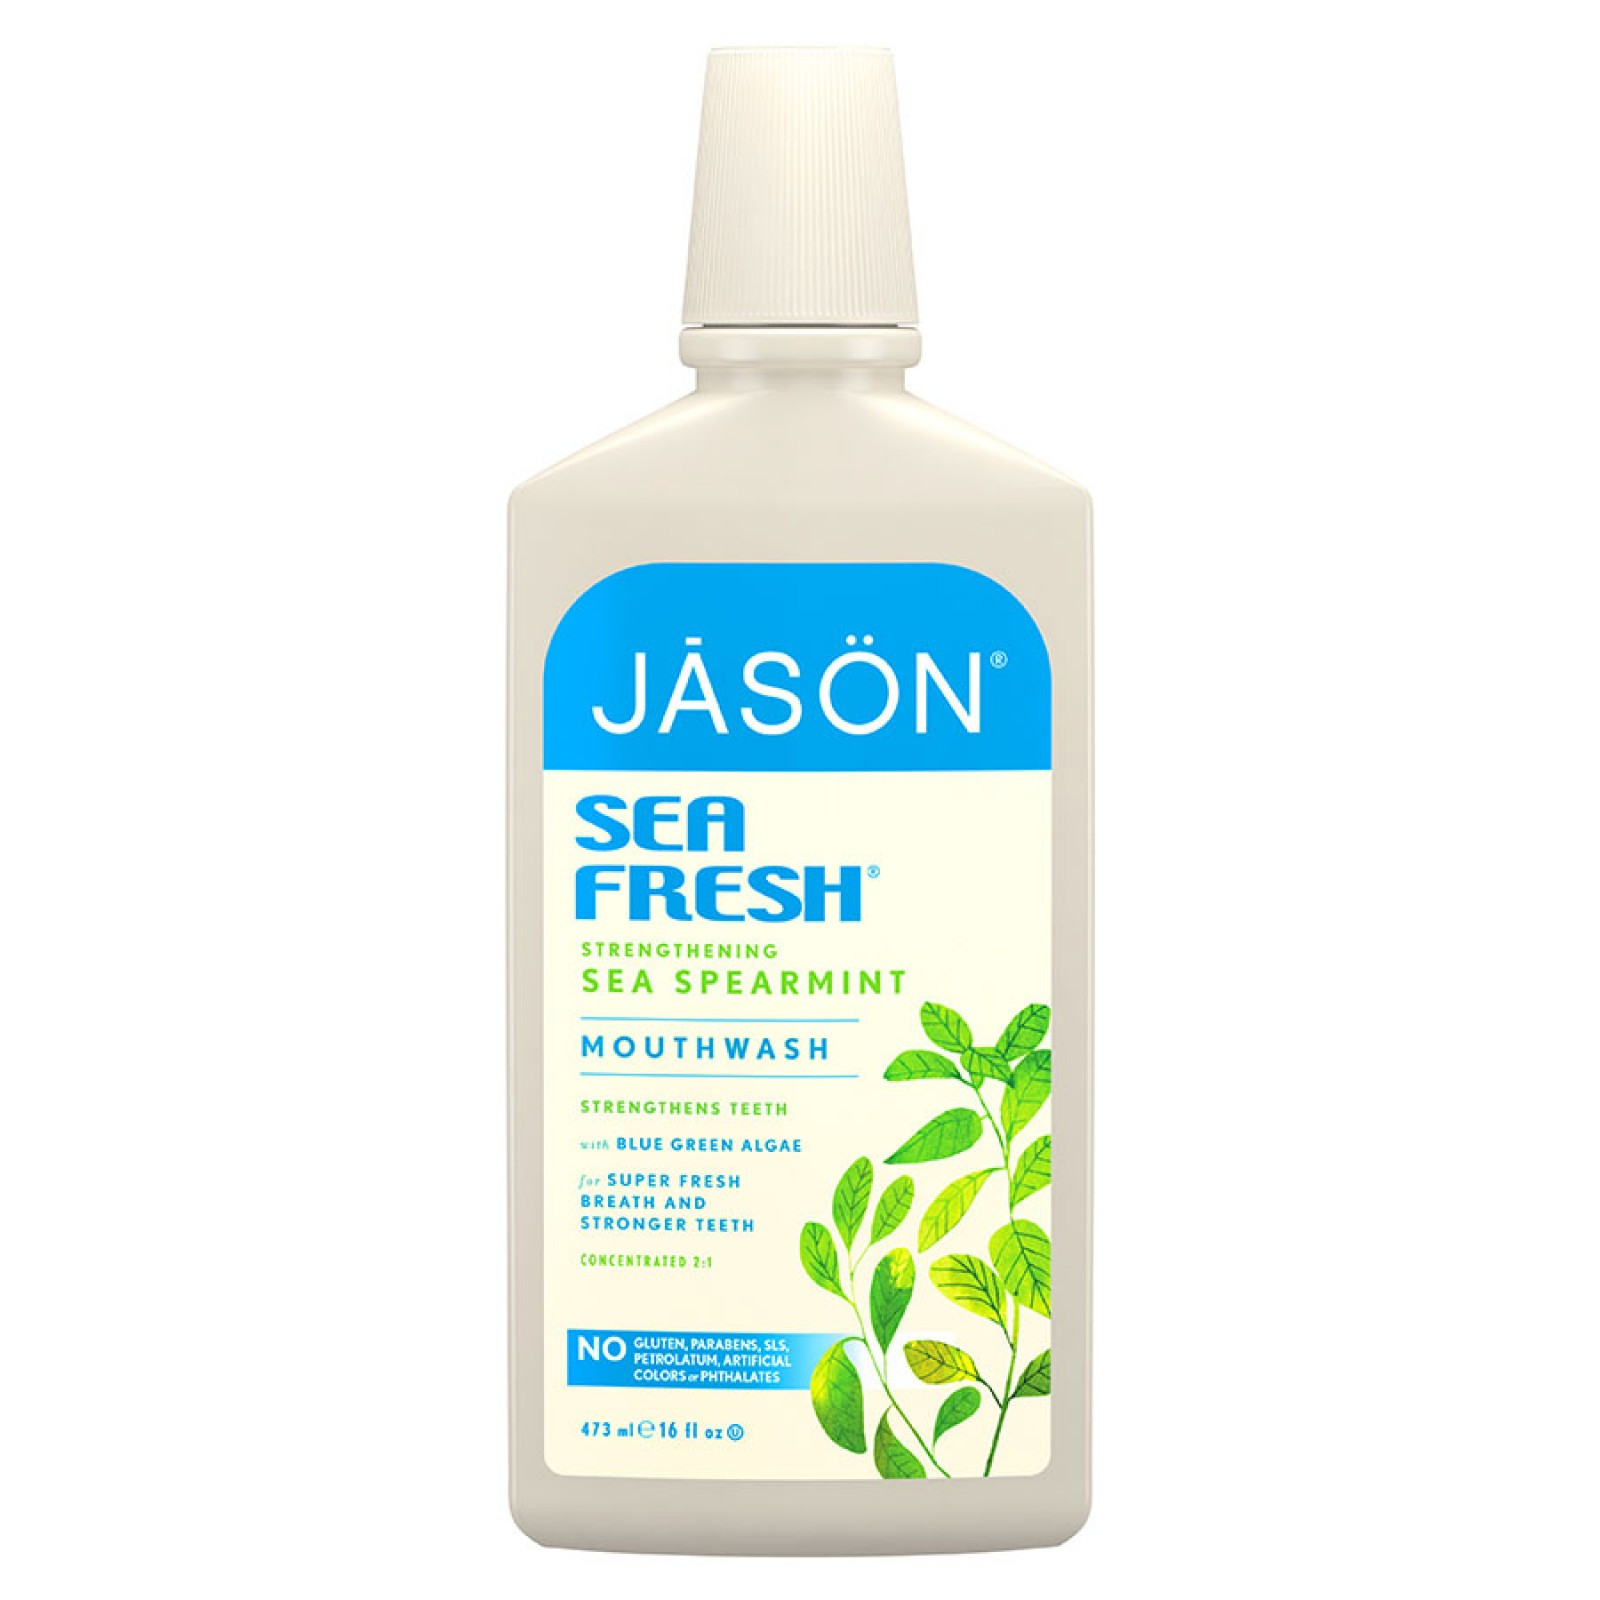 JĀSÖN®
SEA
FRESH®
STRENGTHENING
SEA SPEARMINT
MOUTHWASH
STRENGTHENS TEETH
with BLUE GREEN ALGAE
for SUPER FRESH
BREATH AND
STRONGER TEETH
CONCENTRATED 2:1
NO GLUTEN, PARABENS, SLS,
PETROLATUM, ARTIFICIAL
COLORS or PHTHALATES
473 ml ℮ 16 fl oz Ⓤ